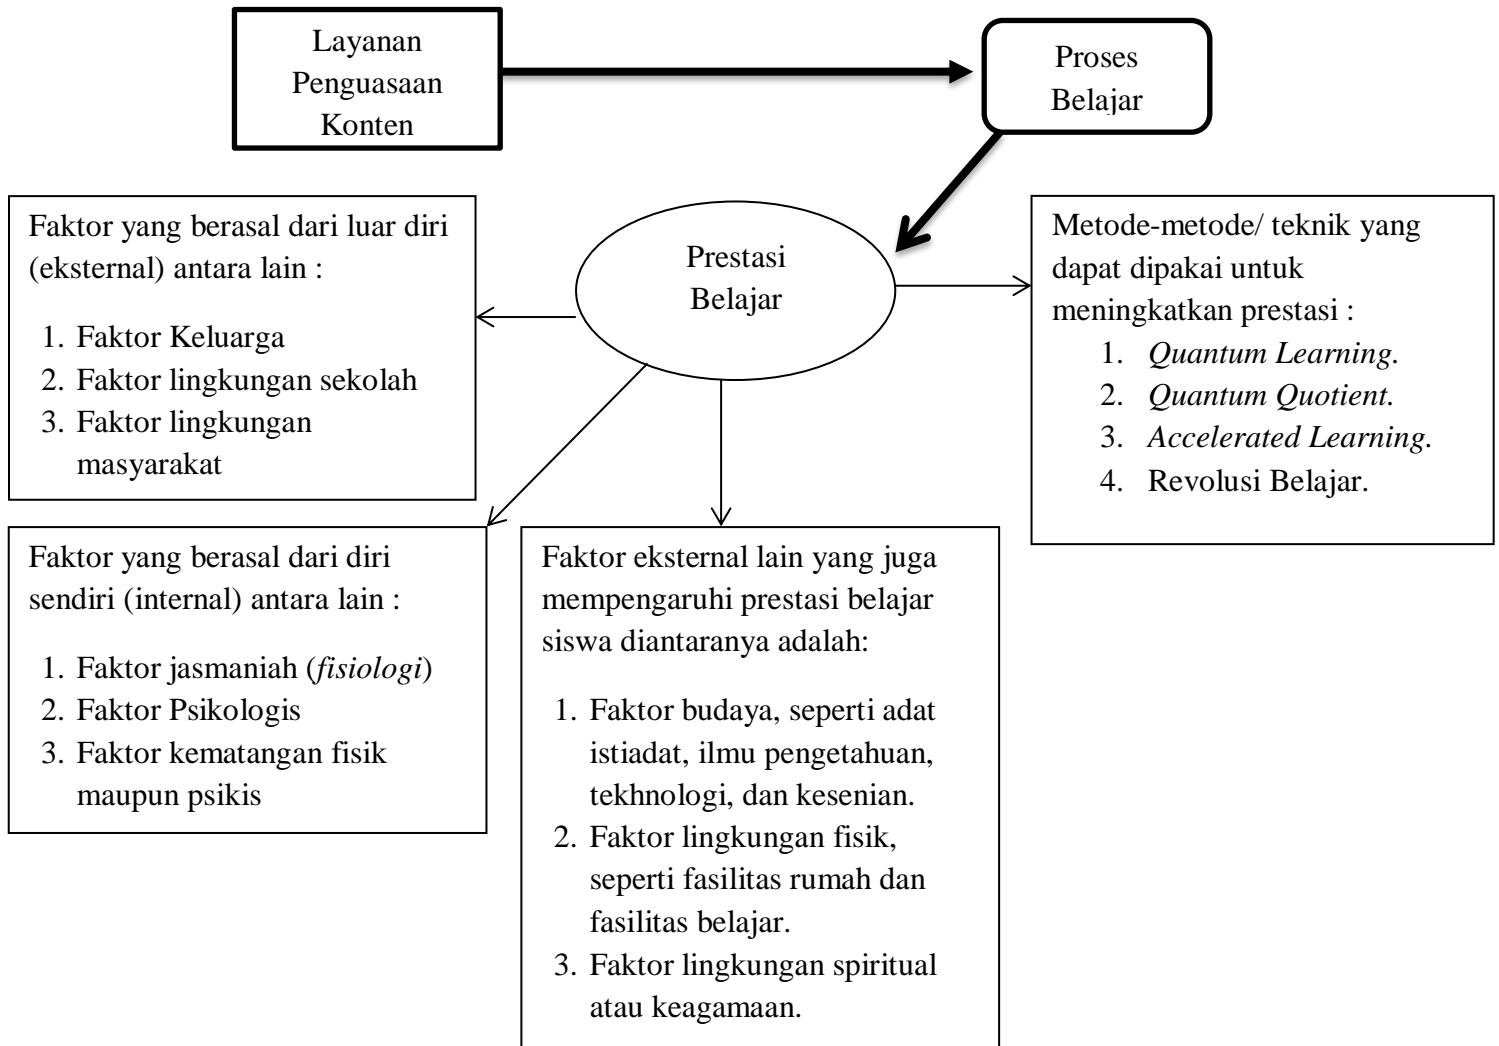 Layanan
Penguasaan
Konten
Proses
Belajar
Prestasi
Belajar
Faktor yang berasal dari luar diri
(eksternal) antara lain :
1. Faktor Keluarga
2. Faktor lingkungan sekolah
3. Faktor lingkungan
masyarakat
Metode-metode/ teknik yang
dapat dipakai untuk
meningkatkan prestasi :
1. Quantum Learning.
2. Quantum Quotient.
3. Accelerated Learning.
4. Revolusi Belajar.
Faktor yang berasal dari diri
sendiri (internal) antara lain :
1. Faktor jasmaniah (fisiologi)
2. Faktor Psikologis
3. Faktor kematangan fisik
maupun psikis
Faktor eksternal lain yang juga
mempengaruhi prestasi belajar
siswa diantaranya adalah:
1. Faktor budaya, seperti adat
istiadat, ilmu pengetahuan,
tekhnologi, dan kesenian.
2. Faktor lingkungan fisik,
seperti fasilitas rumah dan
fasilitas belajar.
3. Faktor lingkungan spiritual
atau keagamaan.